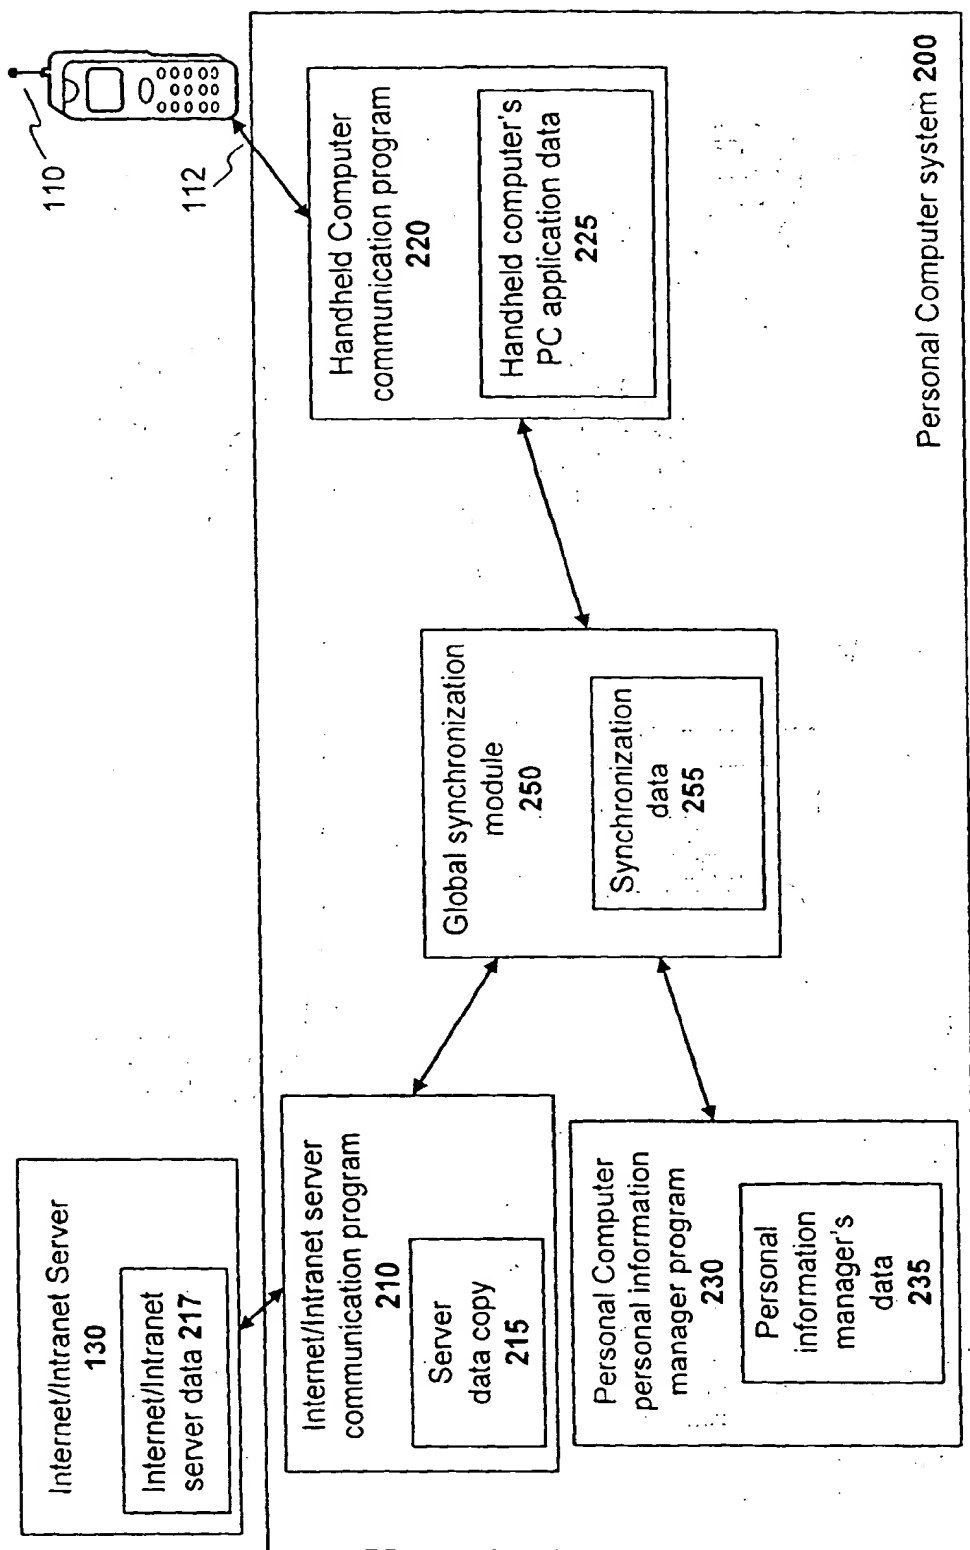 Internet/Intranet Server
130
Internet/Intranet
server data 217
110
112
Internet/Intranet server
communication program
210
Server
data copy
215
Personal Computer
personal information
manager program
230
Personal
information
manager's
data
235
Global synchronization
module
250
Synchronization
data
255
Handheld Computer
communication program
220
Handheld computer's
PC application data
225
Personal Computer system 200